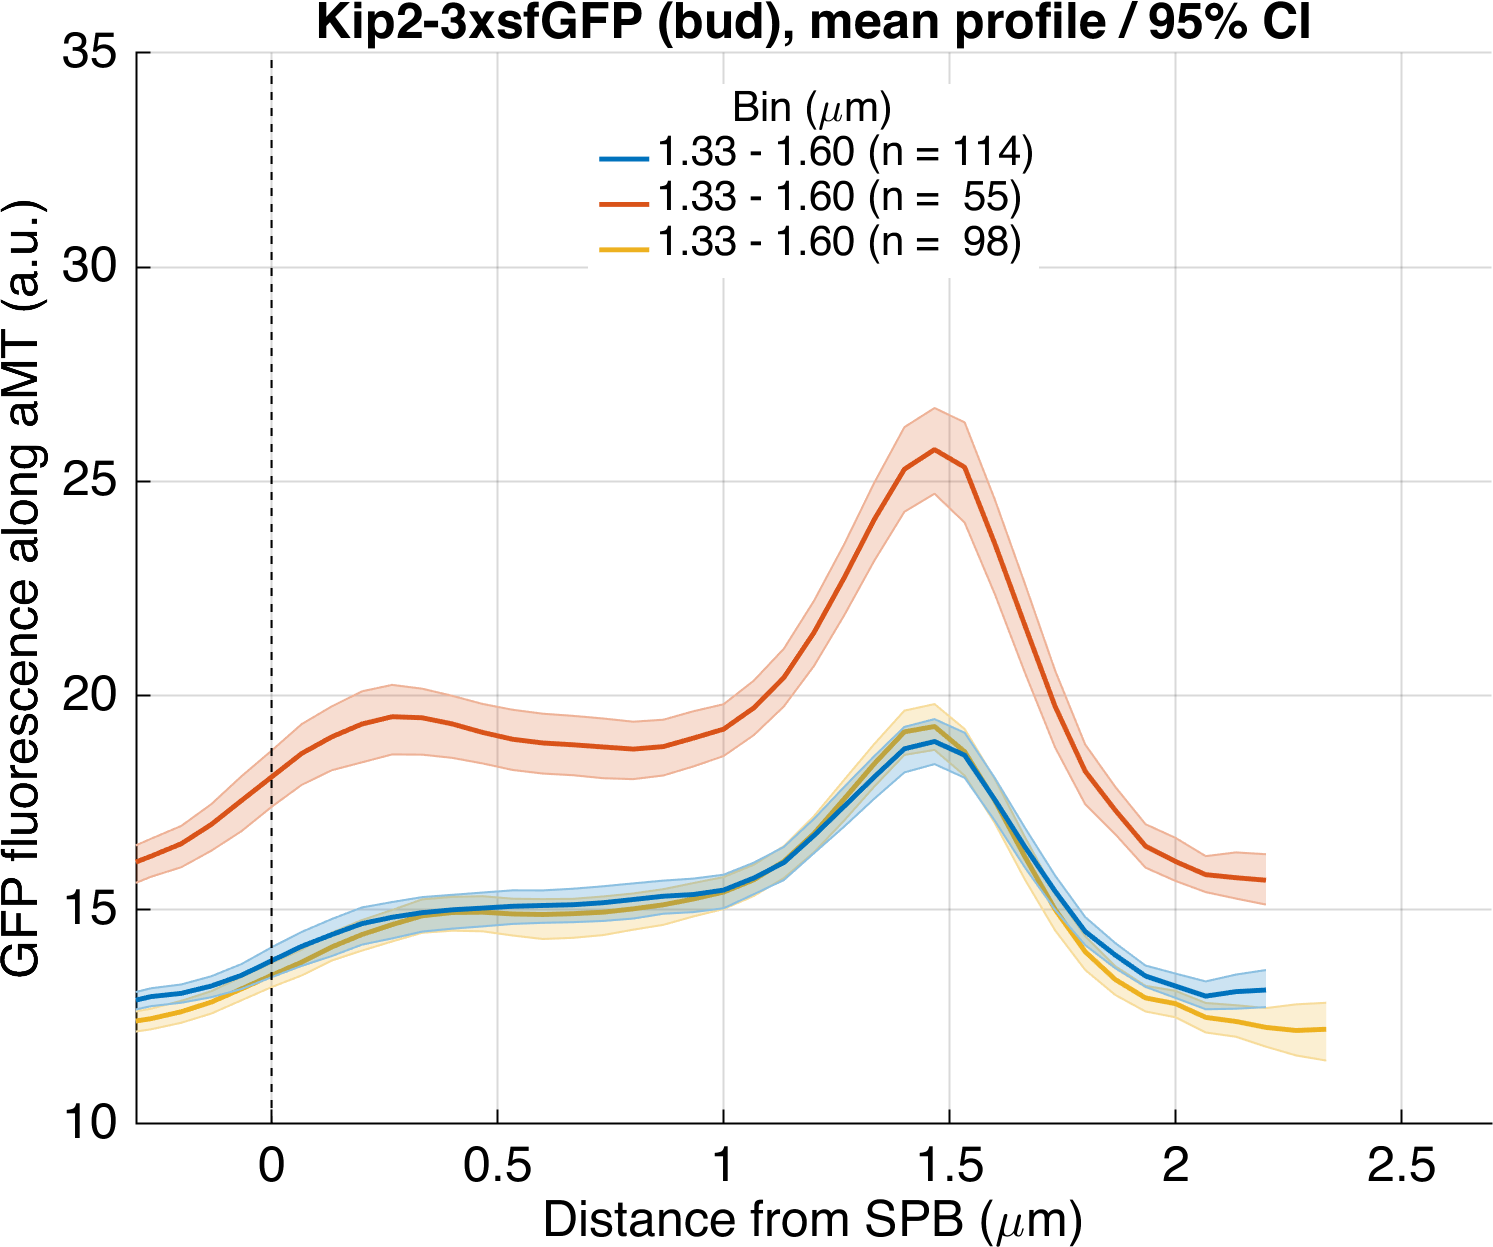 Kip2-3xsfGFP (bud), mean profile / 95% CI
GFP fluorescence along aMT (a.u.)
35
30
25
20
15
10
Bin (μm)
1.33 - 1.60 (n = 114)
1.33 - 1.60 (n = 55)
1.33 - 1.60 (n = 98)
0 0.5 1 1.5 2 2.5
Distance from SPB (μm)